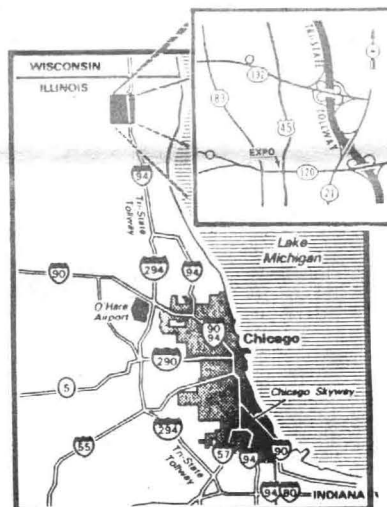 WISCONSIN
ILLINOIS
TRI-STATE
TOLLWAY
132
83
45
EXPO
120
21
94
Tri-State
Tollway
Lake
Michigan
90
294
94
O'Hare
Airport
90
94
Chicago
290
5
Chicago Skyway
55
294
Tri-State
Tollway
57
94
90
94
80
INDIANA